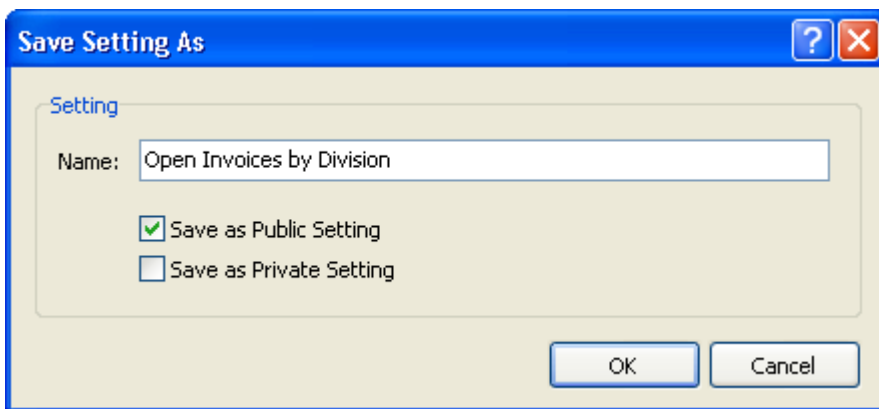 Save Setting As
Setting
Name: Open Invoices by Division
Save as Public Setting
Save as Private Setting
OK Cancel